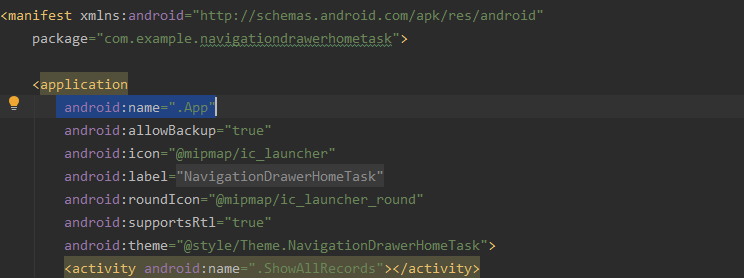 <manifest xmlns:android="http://schemas.android.com/apk/res/android"
    package="com.example.navigationdrawerhometask">
    <application
        android:name=".App"
        android:allowBackup="true"
        android:icon="@mipmap/ic_launcher"
        android:label="NavigationDrawerHomeTask"
        android:roundIcon="@mipmap/ic_launcher_round"
        android:supportsRtl="true"
        android:theme="@style/Theme.NavigationDrawerHomeTask">
        <activity android:name=".ShowAllRecords"></activity>